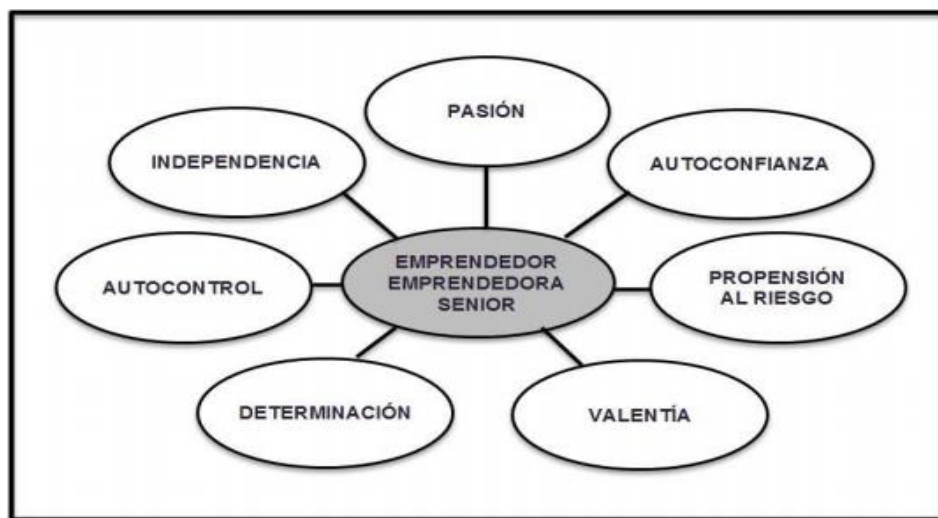 PASIÓN
INDEPENDENCIA
AUTOCONFIANZA
EMPRENDEDOR
EMPRENDEDORA
SENIOR
AUTOCONTROL
PROPENSIÓN
AL RIESGO
DETERMINACIÓN
VALENTÍA